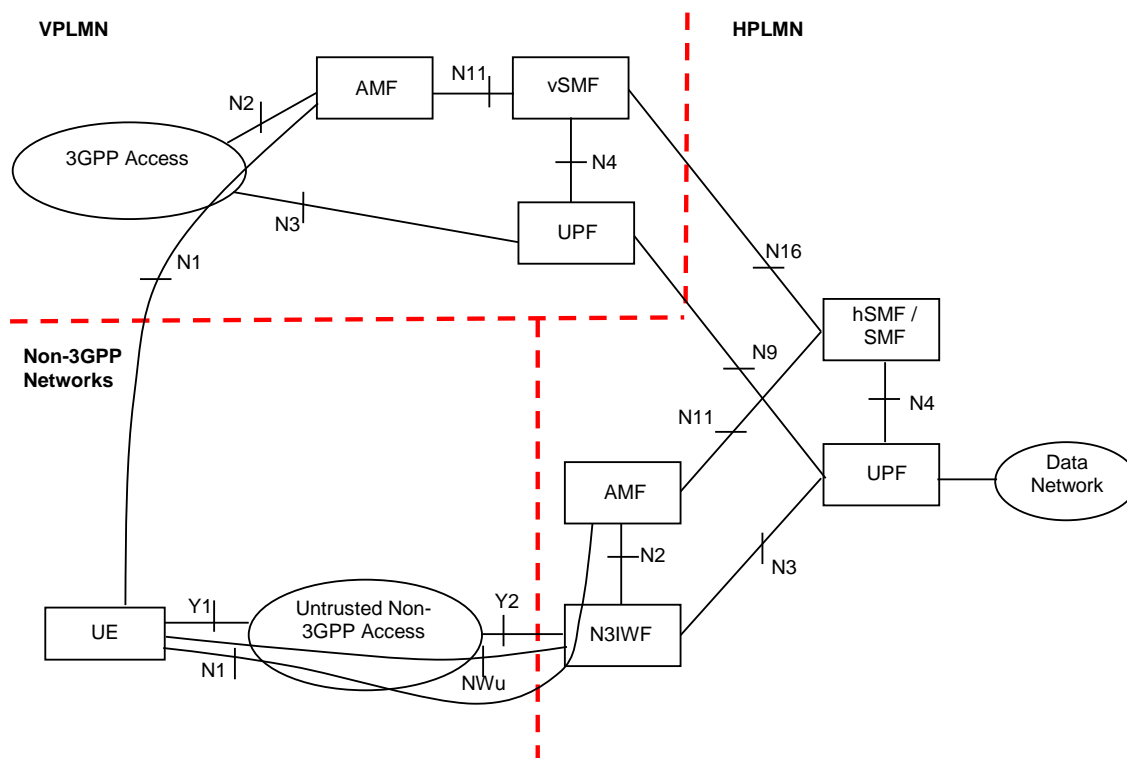 VPLMN
HPLMN
N11
AMF
vSMF
N2
3GPP Access
N4
N3
UPF
N16
N1
hSMF /
SMF
Non-3GPP
Networks
N9
N4
N11
Data
Network
UPF
AMF
N2
N3
Y1
Untrusted Non-
3GPP Access
Y2
UE
N3IWF
N1
NWu